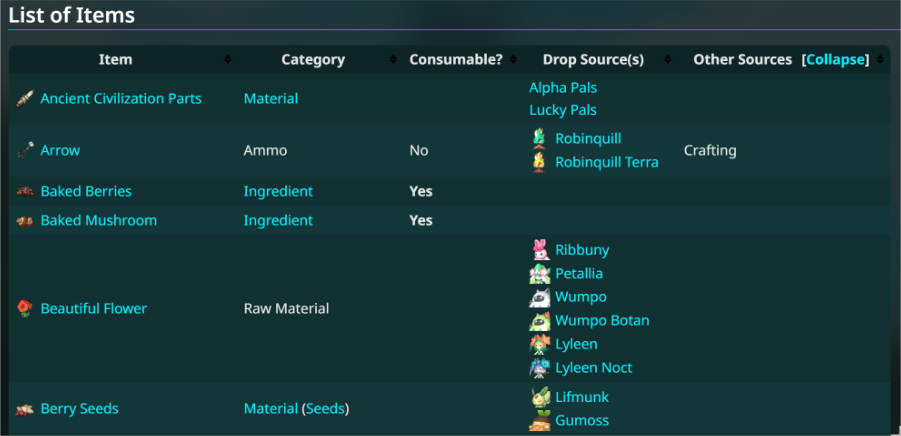 List of Items
Item Category Consumable? Drop Source(s) Other Sources [Collapse]
Ancient Civilization Parts Material Alpha Pals
Lucky Pals
Arrow Ammo No Robinquill Crafting
Robinquill Terra
Baked Berries Ingredient Yes
Baked Mushroom Ingredient Yes
Beautiful Flower Raw Material Ribbuny
Petallia
Wumpo
Wumpo Botan
Lyleen
Lyleen Noct
Berry Seeds Material (Seeds) Lifmunk
Gumoss